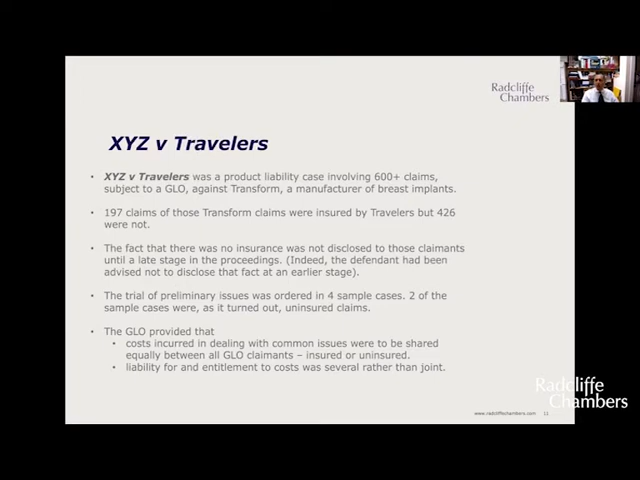 Radcliffe
Chambers
XYZ v Travelers
• XYZ v Travelers was a product liability case involving 600+ claims,
subject to a GLO, against Transform, a manufacturer of breast implants.
• 197 claims of those Transform claims were insured by Travelers but 426
were not.
• The fact that there was no insurance was not disclosed to those claimants
until a late stage in the proceedings. (Indeed, the defendant had been
advised not to disclose that fact at an earlier stage).
• The trial of preliminary issues was ordered in 4 sample cases. 2 of the
sample cases were, as it turned out, uninsured claims.
• The GLO provided that
• costs incurred in dealing with common issues were to be shared
equally between all GLO claimants – insured or uninsured.
• liability for and entitlement to costs was several rather than joint.
Radcliffe
Chambers
www.radcliffechambers.com 11